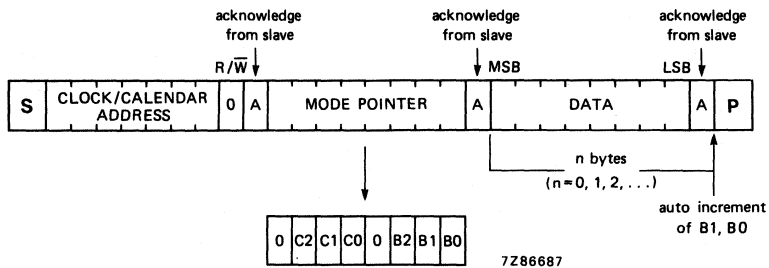 acknowledge from slave
acknowledge from slave
acknowledge from slave
R/W̅
MSB
LSB
S
CLOCK/CALENDAR ADDRESS
0
A
MODE POINTER
A
DATA
A
P
n bytes
(n=0, 1, 2, . . .)
auto increment of B1, B0
0 C2 C1 C0 0 B2 B1 B0
7Z86687